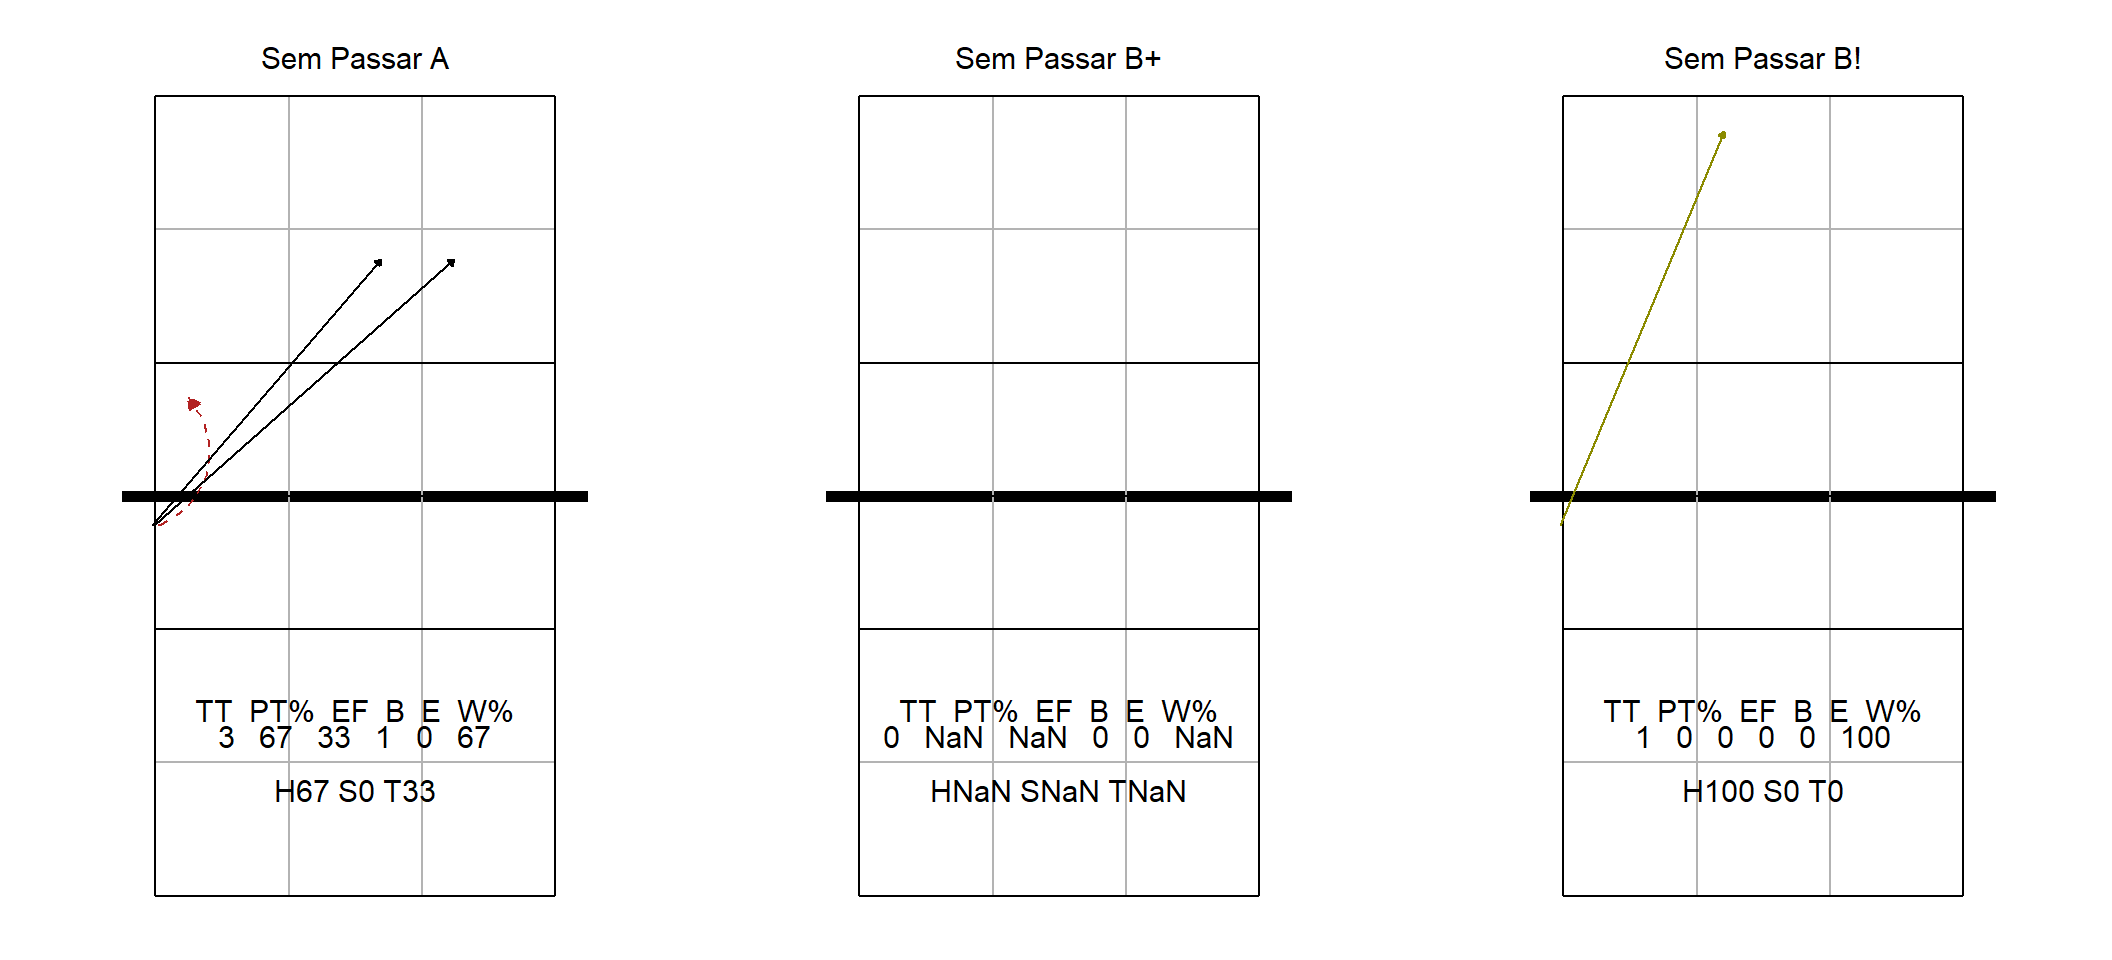 Sem Passar A
TT PT% EF B E W%
3 67 33 1 0 67
H67 S0 T33
Sem Passar B+
TT PT% EF B E W%
0 NaN NaN 0 0 NaN
HNaN SNaN TNaN
Sem Passar B!
TT PT% EF B E W%
1 0 0 0 0 100
H100 S0 T0